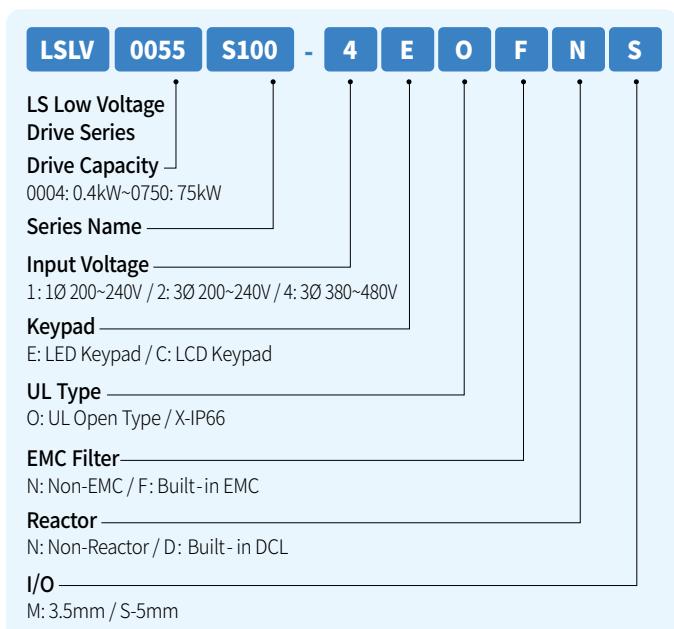 LSLV 0055 S100 - 4 E O F N S
LS Low Voltage
Drive Series
Drive Capacity
0004: 0.4kW~0750: 75kW
Series Name
Input Voltage
1: 1Ø 200~240V / 2: 3Ø 200~240V / 4: 3Ø 380~480V
Keypad
E: LED Keypad / C: LCD Keypad
UL Type
O: UL Open Type / X-IP66
EMC Filter
N: Non-EMC / F: Built-in EMC
Reactor
N: Non-Reactor / D: Built- in DCL
I/O
M: 3.5mm / S-5mm